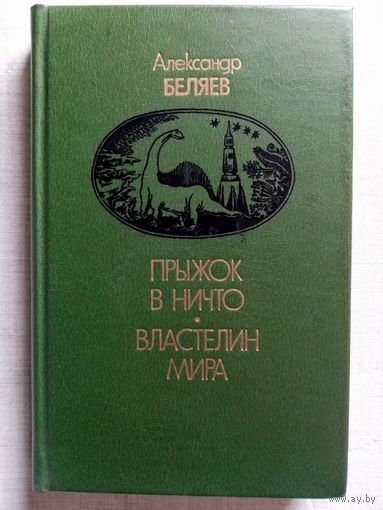 Александр
БЕЛЯЕВ
ПРЫЖОК
В НИЧТО
•
ВЛАСТЕЛИН
МИРА
© www.ay.by